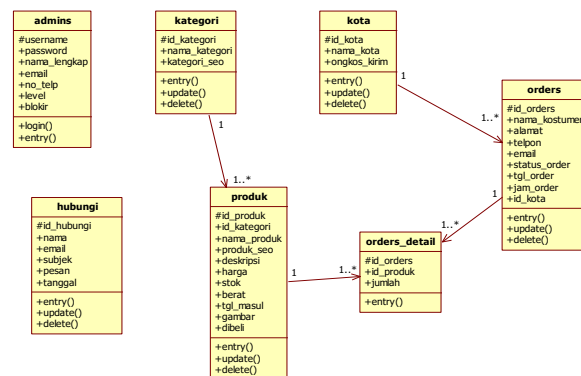 admins
#username
+password
+nama_lengkap
+email
+no_telp
+level
+blokir
+login()
+entry()
kategori
#id_kategori
+nama_kategori
+kategori_seo
+entry()
+update()
+delete()
kota
#id_kota
+nama_kota
+ongkos_kirim
+entry()
+update()
+delete()
1
1..*
1
1..*
orders
#id_orders
+nama_kostumer
+alamat
+telpon
+email
+status_order
+tgl_order
+jam_order
+id_kota
+entry()
+update()
+delete()
1
1..*
hubungi
#id_hubungi
+nama
+email
+subjek
+pesan
+tanggal
+entry()
+update()
+delete()
produk
#id_produk
+id_kategori
+nama_produk
+produk_seo
+deskripsi
+harga
+stok
+berat
+tgl_masul
+gambar
+dibeli
+entry()
+update()
+delete()
1
1..*
orders_detail
#id_orders
+id_produk
+jumlah
+entry()